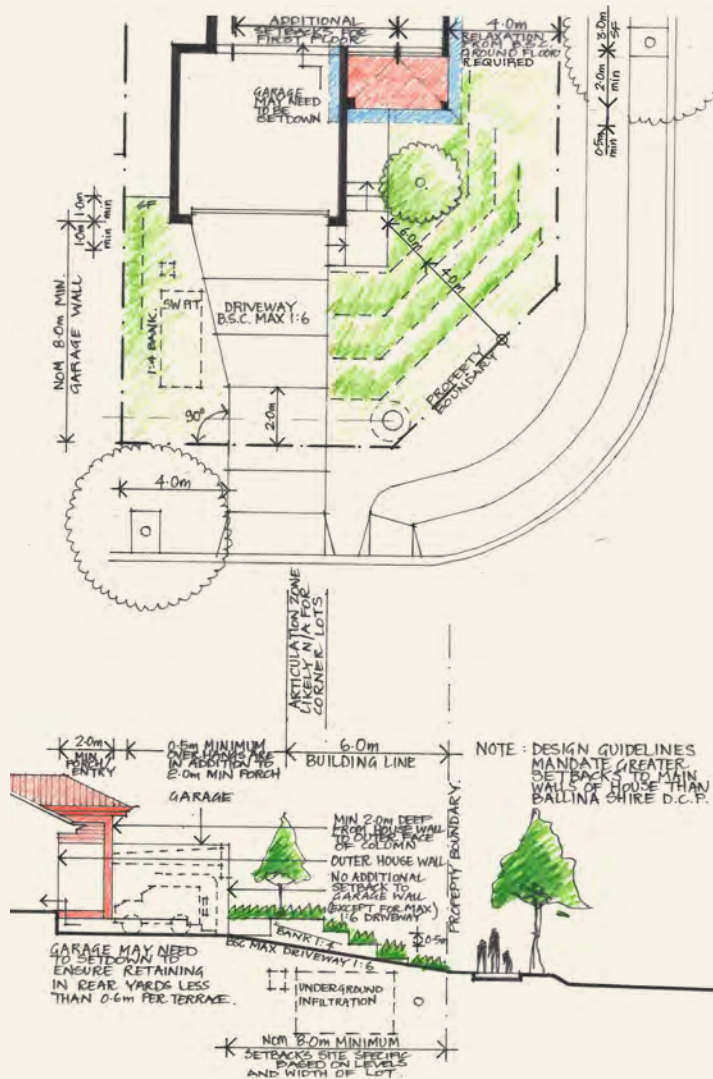 ADDITIONAL
SETBACKS FOR
FIRST FLOOR
4.0m
RELAXATION
FROM B.S.C.
GROUND FLOOR
REQUIRED
3.0m
SF
2.0m
min
0.5m
min
GARAGE
MAY NEED
TO BE
SETDOWN
SF
1.0m
min
1.0m
min
NOM 8.0m MIN.
GARAGE WALL
1:4 BANK.
SWRT.
DRIVEWAY
B.S.C. MAX 1:6
6.0m
4.0m
PROPERTY
BOUNDARY
90°
2.0m
4.0m
ARTICULATION ZONE
LIKELY N/A FOR
CORNER LOTS
2.0m
MIN
PORCH/
ENTRY
0.5m MINIMUM
OVERHANGS ARE
IN ADDITION TO
2.0m MIN PORCH
6.0m
BUILDING LINE
NOTE : DESIGN GUIDELINES
MANDATE GREATER
SETBACKS TO MAIN
WALLS OF HOUSE THAN
BALLINA SHIRE D.C.P.
GARAGE
MIN 2.0m DEEP
FROM HOUSE WALL
TO OUTER FACE
OF COLUMN
OUTER HOUSE WALL
NO ADDITIONAL
SETBACK TO
GARAGE WALL
(EXCEPT FOR MAX)
1:6 DRIVEWAY
PROPERTY BOUNDARY.
BANK 1:4
0.5m
BSC MAX DRIVEWAY 1:6
GARAGE MAY NEED
TO SETDOWN TO
ENSURE RETAINING
IN REAR YARDS LESS
THAN 0.6m PER TERRACE.
UNDERGROUND
INFILTRATION
NOM 8.0m MINIMUM
SETBACKS SITE SPECIFIC
BASED ON LEVELS
AND WIDTH OF LOT.